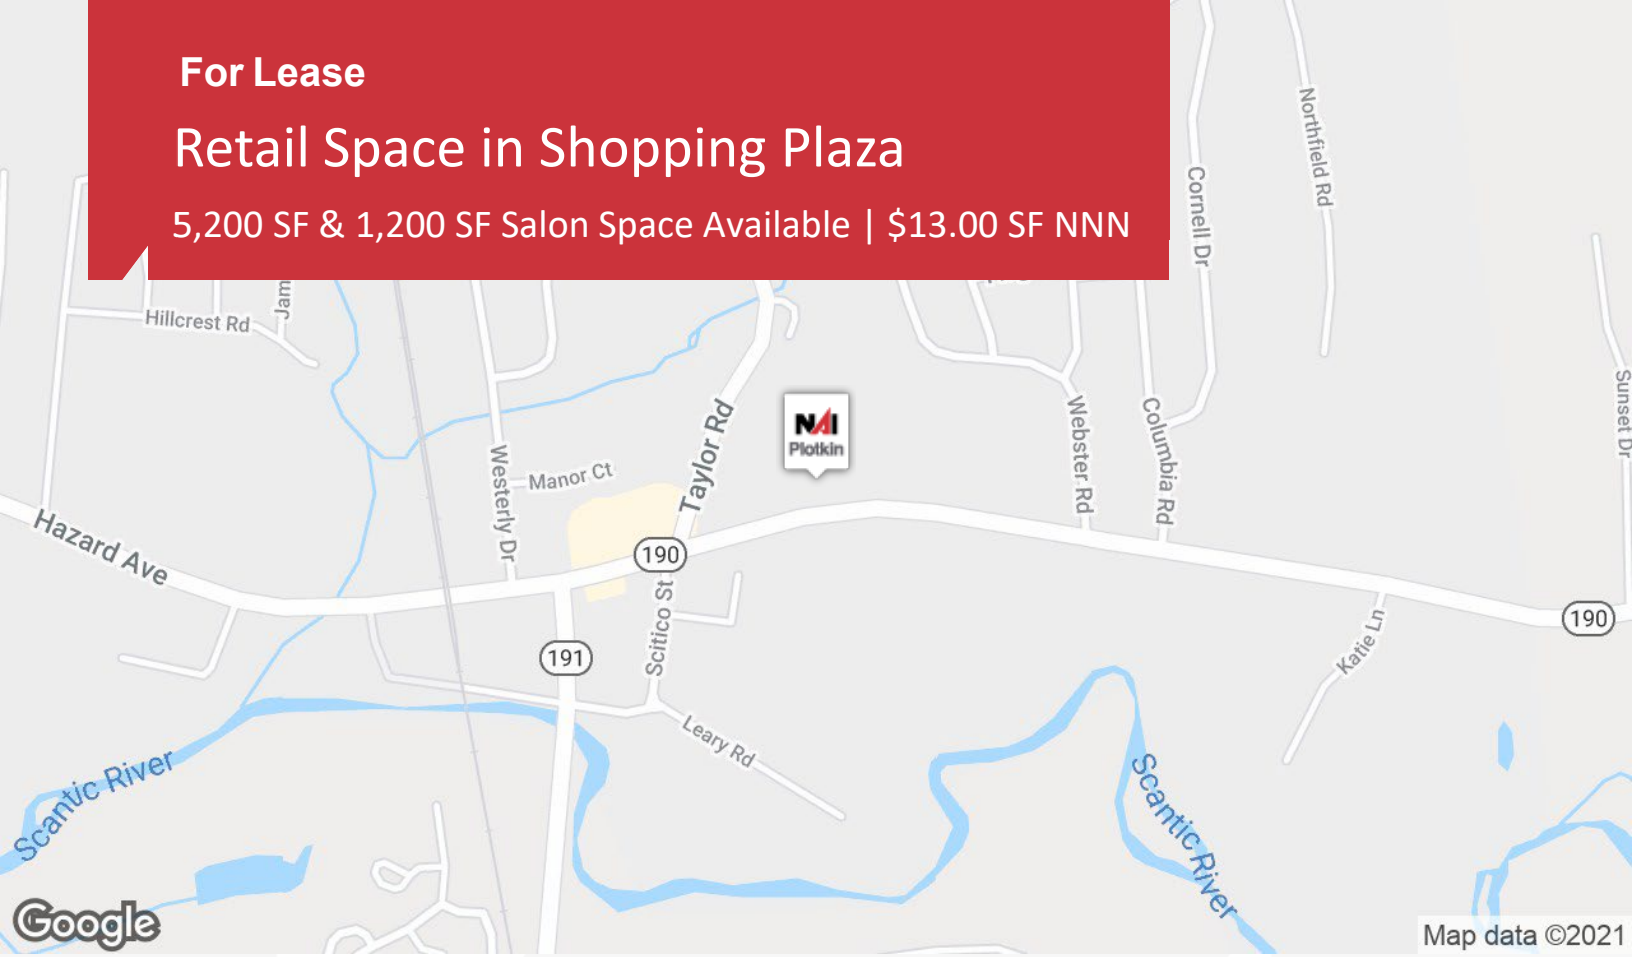 For Lease
Retail Space in Shopping Plaza
5,200 SF & 1,200 SF Salon Space Available | $13.00 SF NNN
Northfield Rd
Cornell Dr
Hillcrest Rd
Jam
Sunset Dr
Taylor Rd
NAI
Plotkin
Webster Rd
Columbia Rd
Westerly Dr
Manor Ct
Hazard Ave
190
190
Scitico St
191
Katie Ln
Leary Rd
Scantic River
Scantic River
Google
Map data ©2021